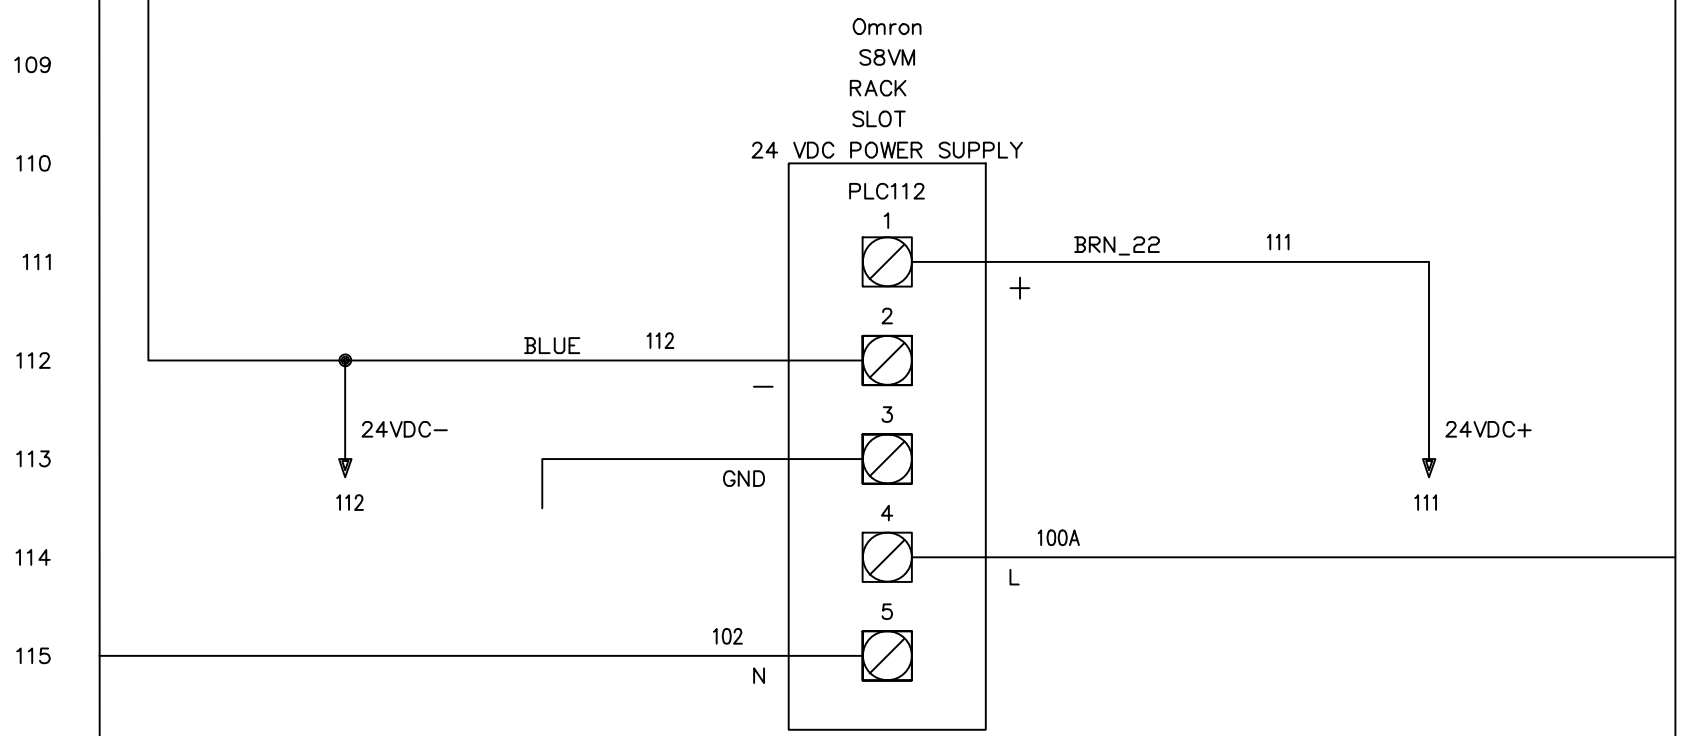 Omron
109
S8VM
RACK
SLOT
24 VDC POWER SUPPLY
110
PLC112
1
BRN_22 111
111
+
2
BLUE 112
112
−
3
24VDC− 24VDC+
113
GND
112 111
4
100A
114
L
5
102
115
N